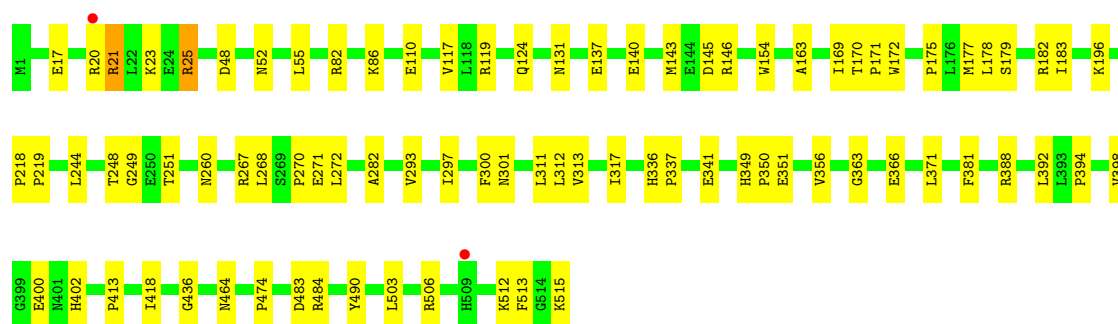 M1 E17 R20 R21 L22 K23 E24 R25 D48 N52 L55 R82 K86 E110 V117 L118 R119 Q124 N131 E137 E140 M143 E144 D145 R146 W154 A163 I169 T170 P171 W172 P175 L176 M177 L178 S179 R182 I183 K196
P218 P219 L244 T248 G249 E250 T251 N260 R267 L268 S269 P270 E271 L272 A282 V293 I297 F300 N301 L311 L312 V313 I317 H336 P337 E341 H349 P350 E351 V356 G363 E366 L371 F381 R388 L392 L393 P394 V398
G399 E400 N401 H402 P413 I418 G436 N464 P474 D483 R484 Y490 L503 R506 H509 K512 F513 G514 K515